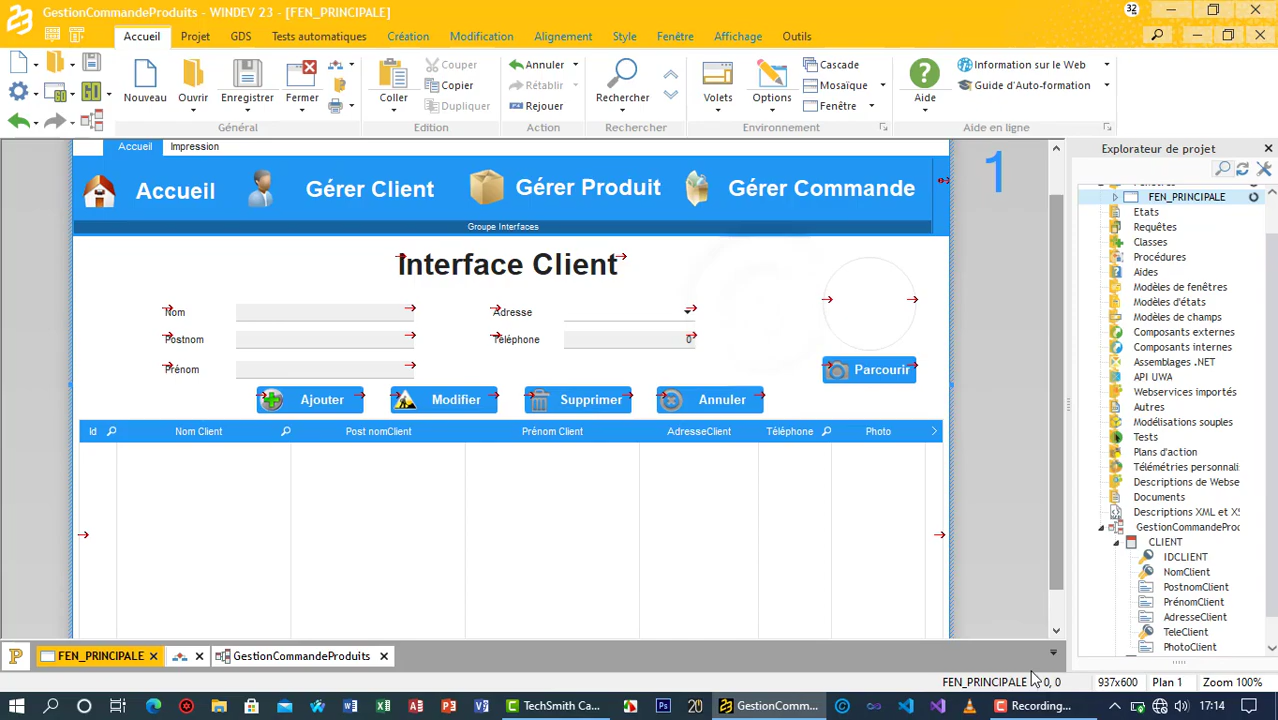 GestionCommandeProduits - WINDEV 23 - [FEN_PRINCIPALE]
32
Accueil Projet GDS Tests automatiques Création Modification Alignement Style Fenêtre Affichage Outils
Nouveau
Ouvrir
Enregistrer
Fermer
Général
Coller
Couper
Copier
Dupliquer
Edition
Annuler
Rétablir
Rejouer
Action
Rechercher
Rechercher
Volets
Options
Cascade
Mosaïque
Fenêtre
Environnement
Aide
Information sur le Web
Guide d'Auto-formation
Aide en ligne
GO
Accueil Impression
Accueil Gérer Client Gérer Produit Gérer Commande
Groupe Interfaces
1
Interface Client
Nom
Adresse
Postnom
Téléphone 0
Prénom
Parcourir
Ajouter Modifier Supprimer Annuler
Id Nom Client Post nomClient Prénom Client AdresseClient Téléphone Photo
Explorateur de projet
FEN_PRINCIPALE
Etats
Requêtes
Classes
Procédures
Aides
Modèles de fenêtres
Modèles d'états
Modèles de champs
Composants externes
Composants internes
Assemblages .NET
API UWA
Webservices importés
Autres
Modélisations souples
Tests
Plans d'action
Télémétries personnali
Descriptions de Webse
Documents
Descriptions XML et XS
GestionCommandeProd
CLIENT
IDCLIENT
NomClient
PostnomClient
PrénomClient
AdresseClient
TeleClient
PhotoClient
FEN_PRINCIPALE GestionCommandeProduits
FEN_PRINCIPALE 0, 0 937x600 Plan 1 Zoom 100%
TechSmith Ca...
GestionComm...
Recording...
17:14